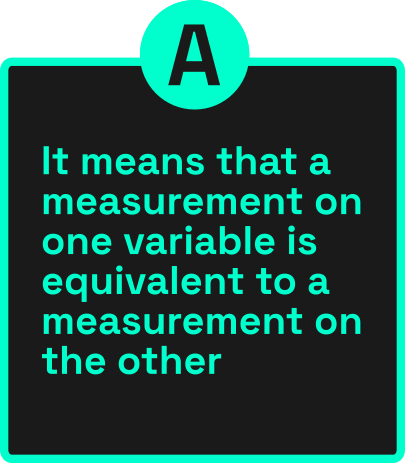 A
It means that a
measurement on
one variable is
equivalent to a
measurement on
the other